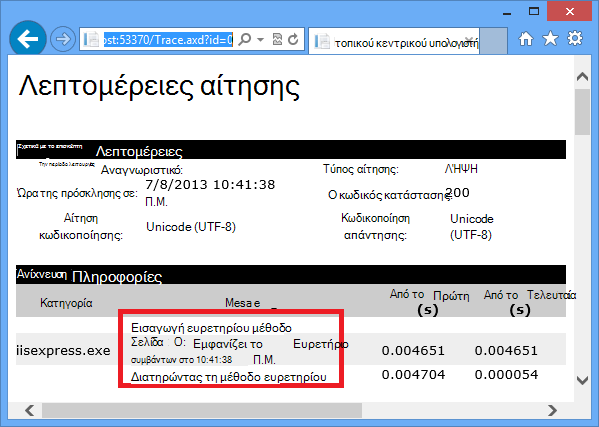 ost:53370/Trace.axd?id=0
τοπικού κεντρικού υπολογιστή
Λεπτομέρειες αίτησης
Σχετικά με το επισκέπτη Λεπτομέρειες
Την περίοδο λειτουργίας Αναγνωριστικό: Τύπος αίτησης: ΛΉΨΗ
Ώρα της πρόσκλησης σε: 7/8/2013 10:41:38 Π.Μ. Ο κωδικός κατάστασης: 200
Αίτηση κωδικοποίησης: Unicode (UTF-8) Κωδικοποίηση απάντησης: Unicode (UTF-8)
Ανίχνευση Πληροφορίες
Κατηγορία Mesa e Από το Πρώτη (s) Από το Τελευταία (s)
Εισαγωγή ευρετηρίου μέθοδο
Σελίδα Ο: Εμφανίζει το Ευρετήριο
iisexpress.exe 0.004651 0.004651
συμβάντων στο 10:41:38 Π.Μ.
Διατηρώντας τη μέθοδο ευρετηρίου 0.004704 0.000054